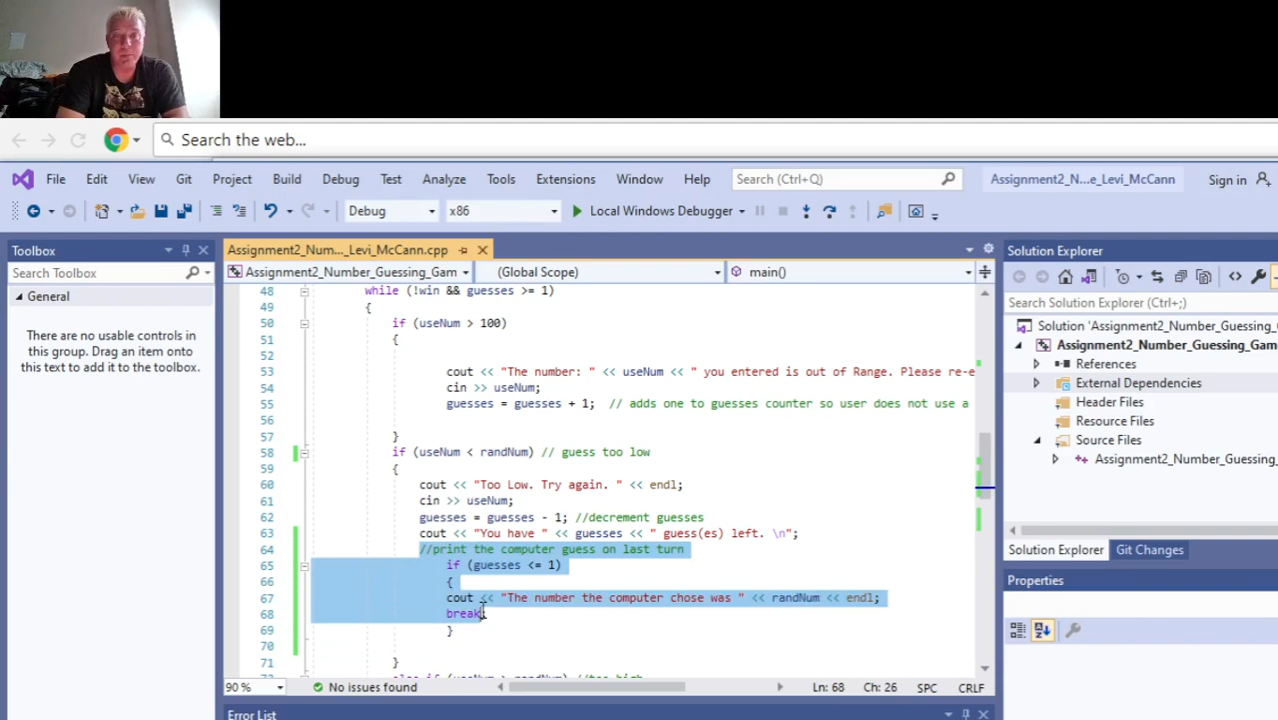 Search the web...
File Edit View Git Project Build Debug Test Analyze Tools Extensions Window Help Search (Ctrl+Q) Assignment2_N...e_Levi_McCann Sign in
Debug x86 Local Windows Debugger
Toolbox
Search Toolbox
General
There are no usable controls in
this group. Drag an item onto
this text to add it to the toolbox.
Assignment2_Num..._Levi_McCann.cpp
Assignment2_Number_Guessing_Gam (Global Scope) main()
48 while (!win && guesses >= 1)
49 {
50 if (useNum > 100)
51 {
52
53 cout << "The number: " << useNum << " you entered is out of Range. Please re-e
54 cin >> useNum;
55 guesses = guesses + 1; // adds one to guesses counter so user does not use a
56
57 }
58 if (useNum < randNum) // guess too low
59 {
60 cout << "Too Low. Try again. " << endl;
61 cin >> useNum;
62 guesses = guesses - 1; //decrement guesses
63 cout << "You have " << guesses << " guess(es) left. \n";
64 //print the computer guess on last turn
65 if (guesses <= 1)
66 {
67 cout << "The number the computer chose was " << randNum << endl;
68 break;
69 }
70
71 }
90 % No issues found Ln: 68 Ch: 26 SPC CRLF
Error List
Solution Explorer
Search Solution Explorer (Ctrl+;)
Solution 'Assignment2_Number_Guessing_
Assignment2_Number_Guessing_Gam
References
External Dependencies
Header Files
Resource Files
Source Files
Assignment2_Number_Guessing_
Solution Explorer Git Changes
Properties